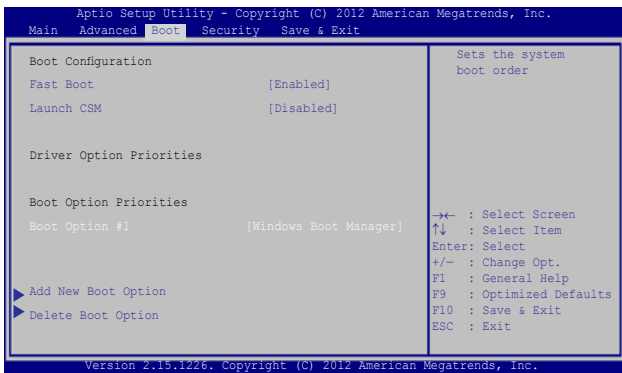 Aptio Setup Utility - Copyright (C) 2012 American Megatrends, Inc.
Main Advanced Boot Security Save & Exit
Boot Configuration
Fast Boot [Enabled]
Launch CSM [Disabled]
Driver Option Priorities
Boot Option Priorities
Boot Option #1 [Windows Boot Manager]
Add New Boot Option
Delete Boot Option
Sets the system
boot order
→← : Select Screen
↑↓ : Select Item
Enter: Select
+/— : Change Opt.
F1 : General Help
F9 : Optimized Defaults
F10 : Save & Exit
ESC : Exit
Version 2.15.1226. Copyright (C) 2012 American Megatrends, Inc.